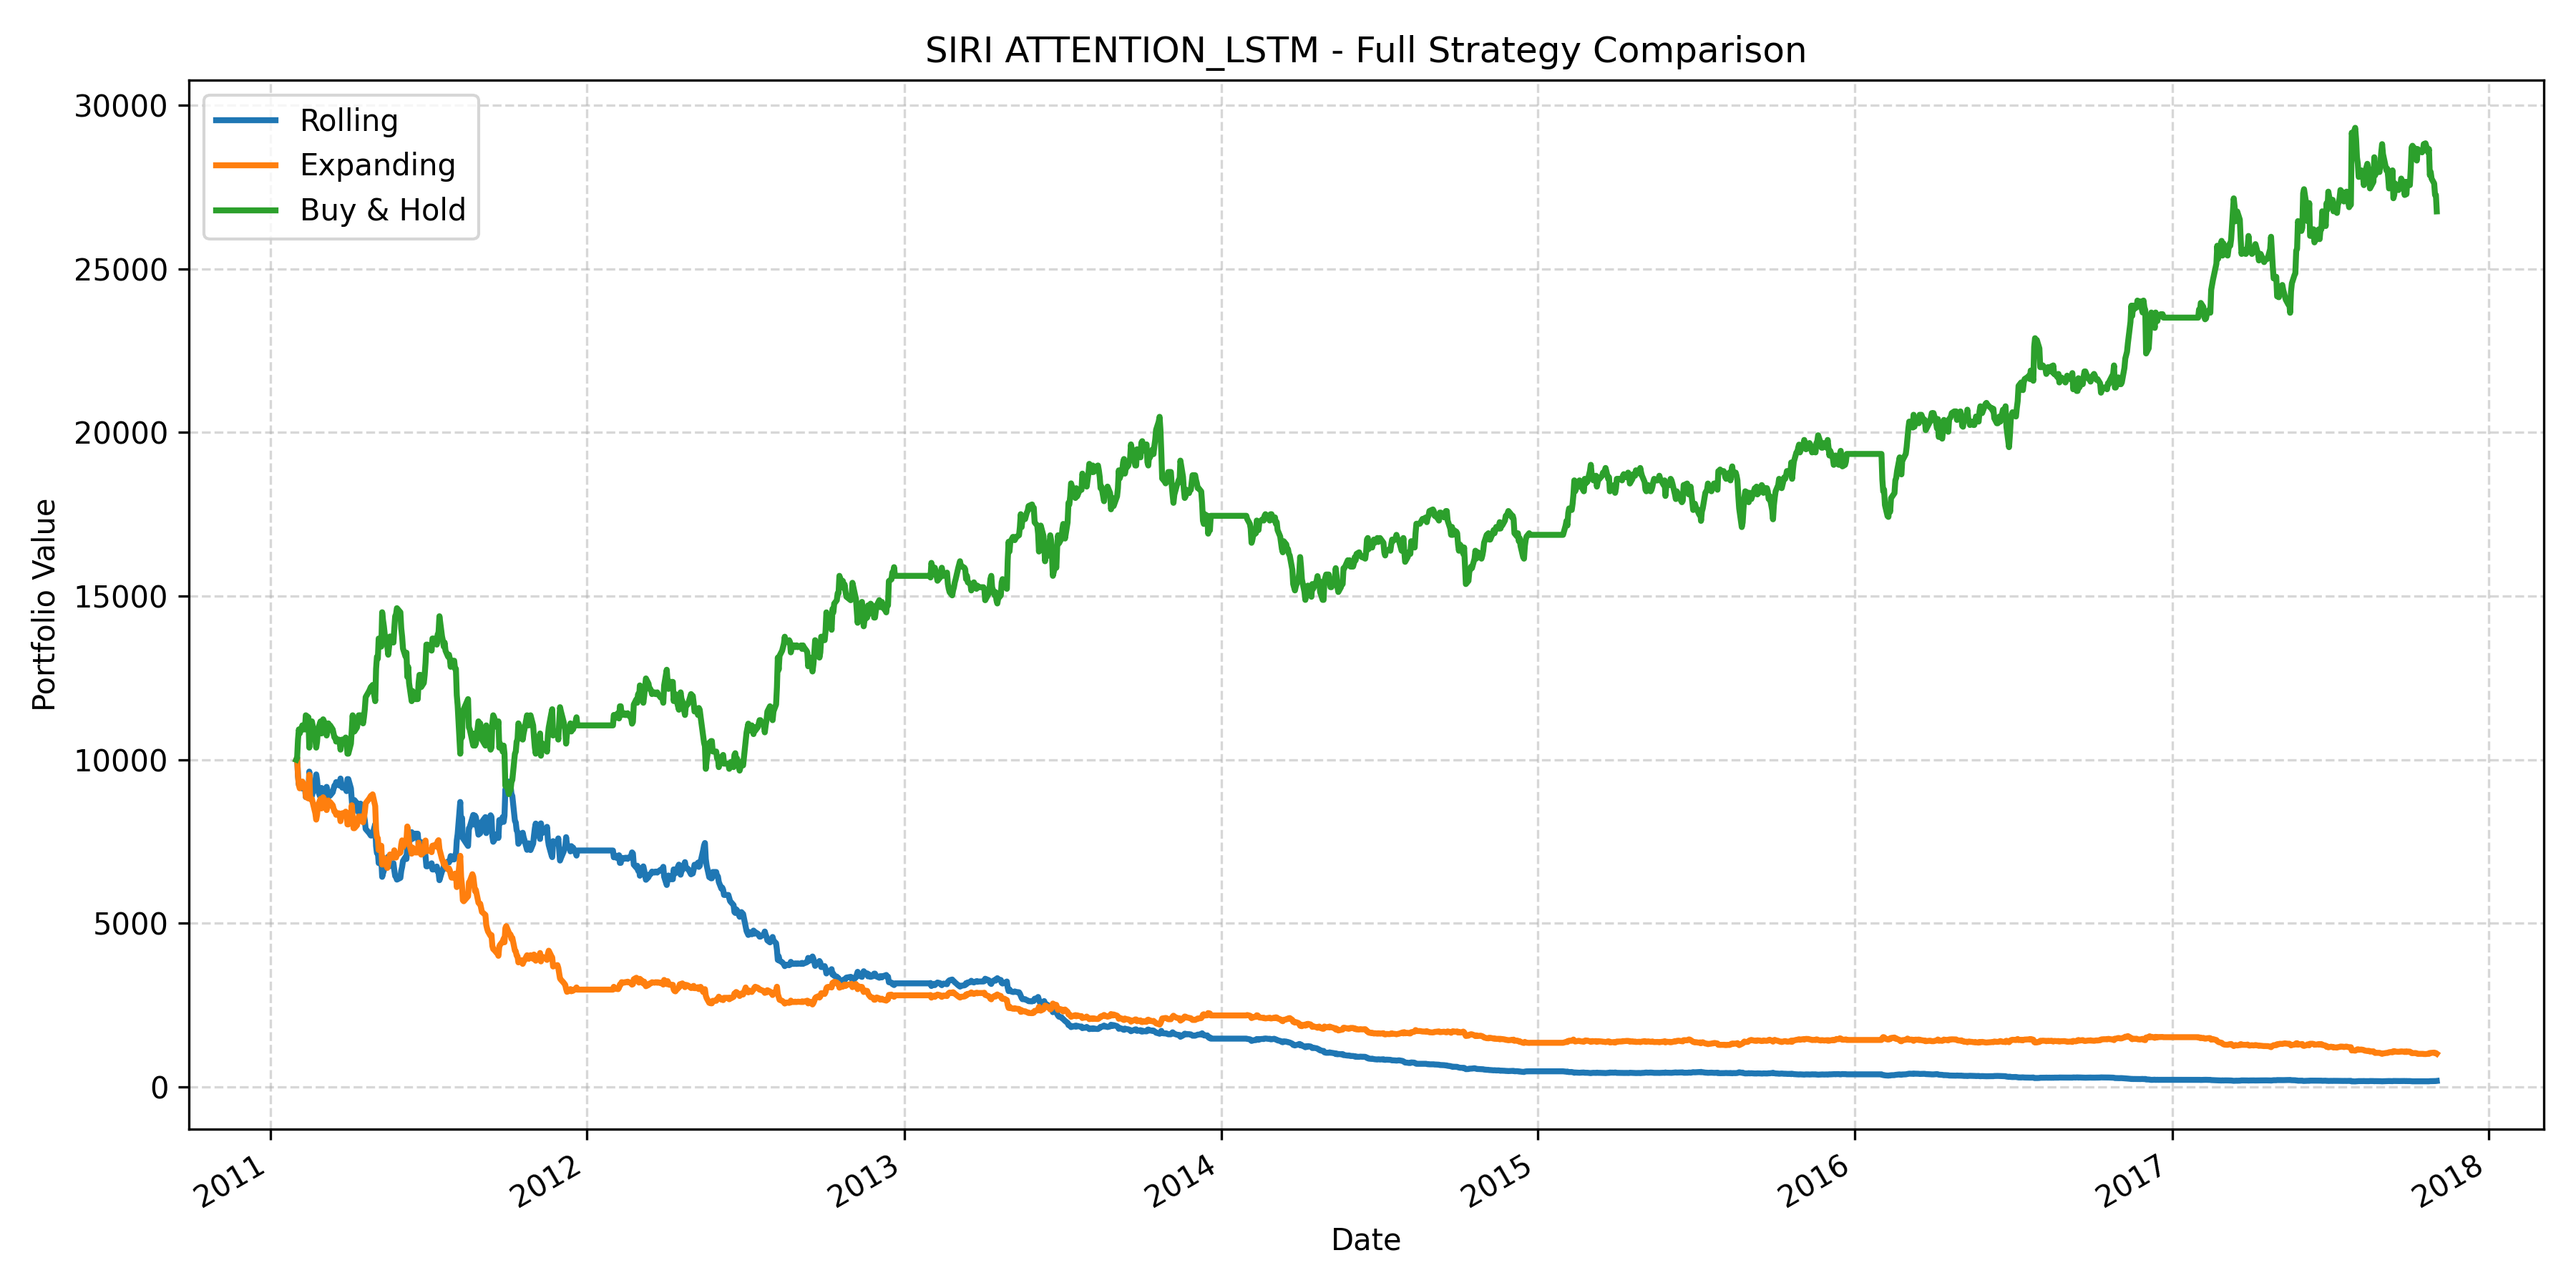 SIRI ATTENTION_LSTM - Full Strategy Comparison
Rolling
Expanding
Buy & Hold
Portfolio Value
30000
25000
20000
15000
10000
5000
0
2011
2012
2013
2014
2015
2016
2017
2018
Date